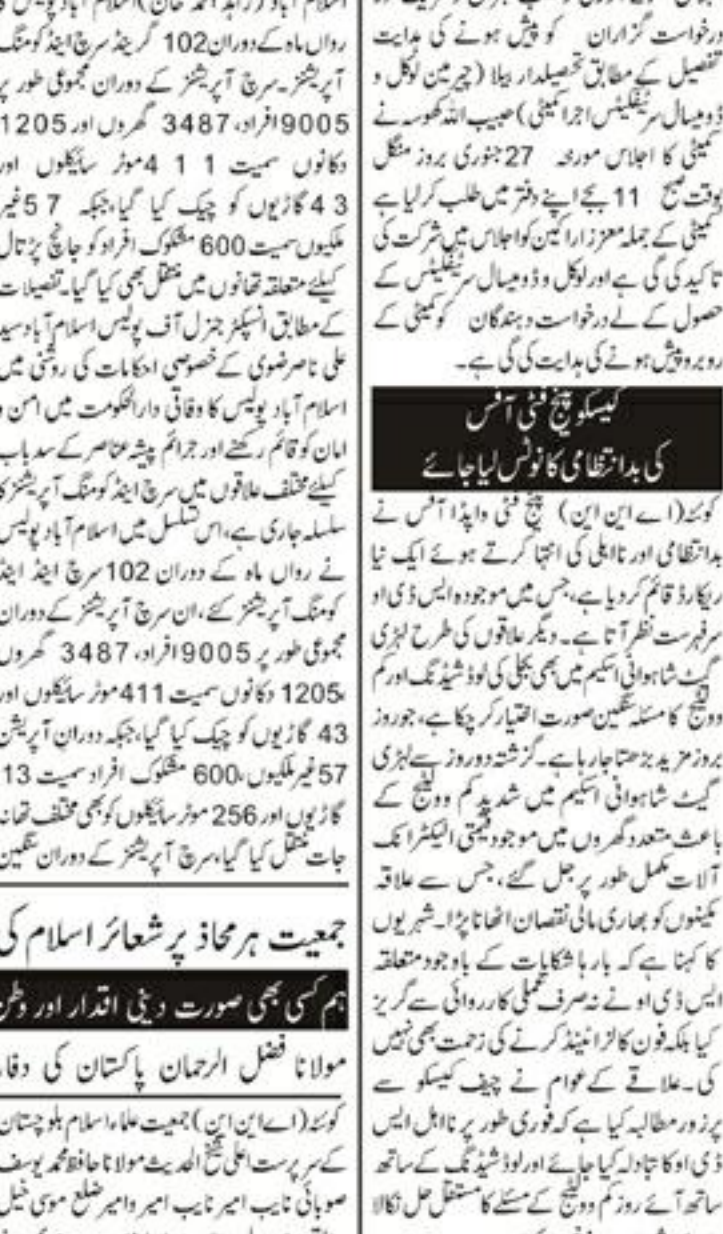 درخواست گزاران کو پیش ہونے کی ہدایت
تفصیل کے مطابق تحصیلدار بیلا (چیرمین لوکل و
ڈومیسال سرٹیفکیٹس اجرا کمیٹی) حبیب اللہ کھوسہ نے
کمیٹی کا اجلاس مورخہ 27 جنوری بروز منگل
بوقت صبح 11 بجے اپنے دفتر میں طلب کرلیا ہے
کمیٹی کے جملہ معزز اراکین کو اجلاس میں شرکت کی
تاکید کی گی ہے اور لوکل و ڈومیسال سرٹیفکیٹس کے
حصول کے لے درخواست دہندگان کو کمیٹی کے
روبرو پیش ہونے کی ہدایت کی گی ہے۔
کیسکو پنج فٹی آفس
کی بدانتظامی کا نوٹس لیا جائے
کوئٹہ (اے این این) پنج فٹی واپڈا آفس نے
بدانتظامی اور نااہلی کی انتہا کرتے ہوئے ایک نیا
ریکارڈ قائم کردیا ہے، جس میں موجودہ ایس ڈی او
سرفہرست نظر آتا ہے۔ دیگر علاقوں کی طرح لہڑی
گیٹ شاہوانی اسکیم میں بھی بجلی کی لوڈشیڈنگ اور کم
وولٹیج کا مسئلہ سنگین صورت اختیار کرچکا ہے، جو روز
بروز مزید بڑھتا جارہا ہے۔ گزشتہ دو روز سے لہڑی
گیٹ شاہوانی اسکیم میں شدید کم وولٹیج کے
باعث متعدد گھروں میں موجود قیمتی الیکٹرانک
آلات مکمل طور پر جل گئے، جس سے علاقہ
مکینوں کو بھاری مالی نقصان اٹھانا پڑا۔ شہریوں
کا کہنا ہے کہ بارہا شکایات کے باوجود متعلقہ
ایس ڈی او نے نہ صرف عملی کارروائی سے گریز
کیا بلکہ فون کالز اٹینڈ کرنے کی زحمت بھی نہیں
کی۔ علاقے کے عوام نے چیف کیسکو سے
پرزور مطالبہ کیا ہے کہ فوری طور پر نااہل ایس
ڈی او کا تبادلہ کیا جائے اور لوڈشیڈنگ کے ساتھ
ساتھ آئے روز کم وولٹیج کے مسئلے کا مستقل حل نکالا
اسلام آباد (زاہد احمد خان) اسلام آباد پولیس کا
رواں ماہ کے دوران 102 گرینڈ سرچ اینڈ کومنگ
آپریشنز۔ سرچ آپریشنز کے دوران مجموعی طور پر
9005 افراد، 3487 گھروں اور 1205
دکانوں سمیت 411 موٹر سائیکلوں اور
43 گاڑیوں کو چیک کیا گیا، جبکہ 57 غیر
ملکیوں سمیت 600 مشکوک افراد کو جانچ پڑتال
کیلئے متعلقہ تھانوں میں منتقل بھی کیا گیا۔ تفصیلات
کے مطابق انسپکٹر جنرل آف پولیس اسلام آباد سید
علی ناصر رضوی کے خصوصی احکامات کی روشنی میں
اسلام آباد پولیس کا وفاقی دارالحکومت میں امن و
امان کو قائم رکھنے اور جرائم پیشہ عناصر کے سدباب
کیلئے مختلف علاقوں میں سرچ اینڈ کومنگ آپریشنز کا
سلسلہ جاری ہے، اس تسلسل میں اسلام آباد پولیس
نے رواں ماہ کے دوران 102 سرچ اینڈ اینڈ
کومنگ آپریشنز کئے، ان سرچ آپریشنز کے دوران
مجموعی طور پر 9005 افراد، 3487 گھروں
،1205 دکانوں سمیت 411 موٹر سائیکلوں اور
43 گاڑیوں کو چیک کیا گیا، جبکہ دوران آپریشن
57 غیر ملکیوں، 600 مشکوک افراد سمیت 13
گاڑیوں اور 256 موٹر سائیکلوں کو بھی مختلف تھانہ
جات منتقل کیا گیا، سرچ آپریشنز کے دوران سنگین
جمعیت ہر محاذ پر شعائر اسلام کی
ہم کسی بھی صورت دینی اقدار اور وطن
مولانا فضل الرحمان پاکستان کی دفا
کوئٹہ (اے این این) جمعیت علماء اسلام بلوچستان
کے سرپرست اعلیٰ شیخ الحدیث مولانا حافظ محمد یوسف
صوبائی نایب امیر نایب امیر و امیر ضلع موسی خیل